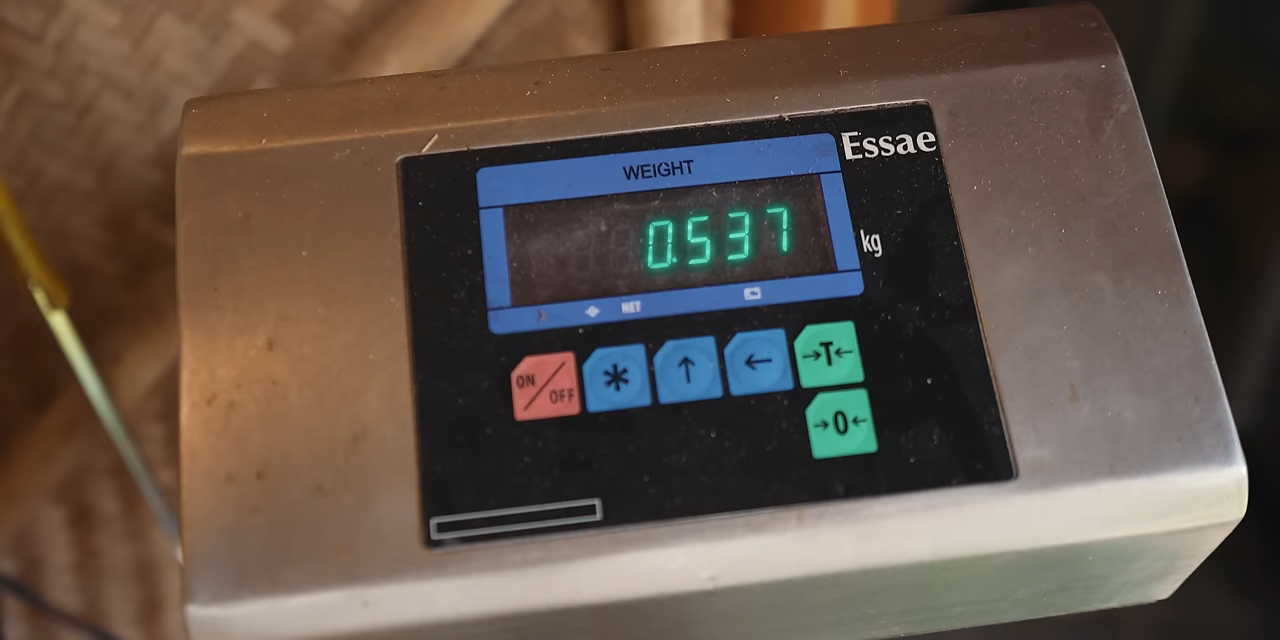 Essae
WEIGHT
0.537
kg
NET
ON/OFF
* ↑ ← →T←
→0←